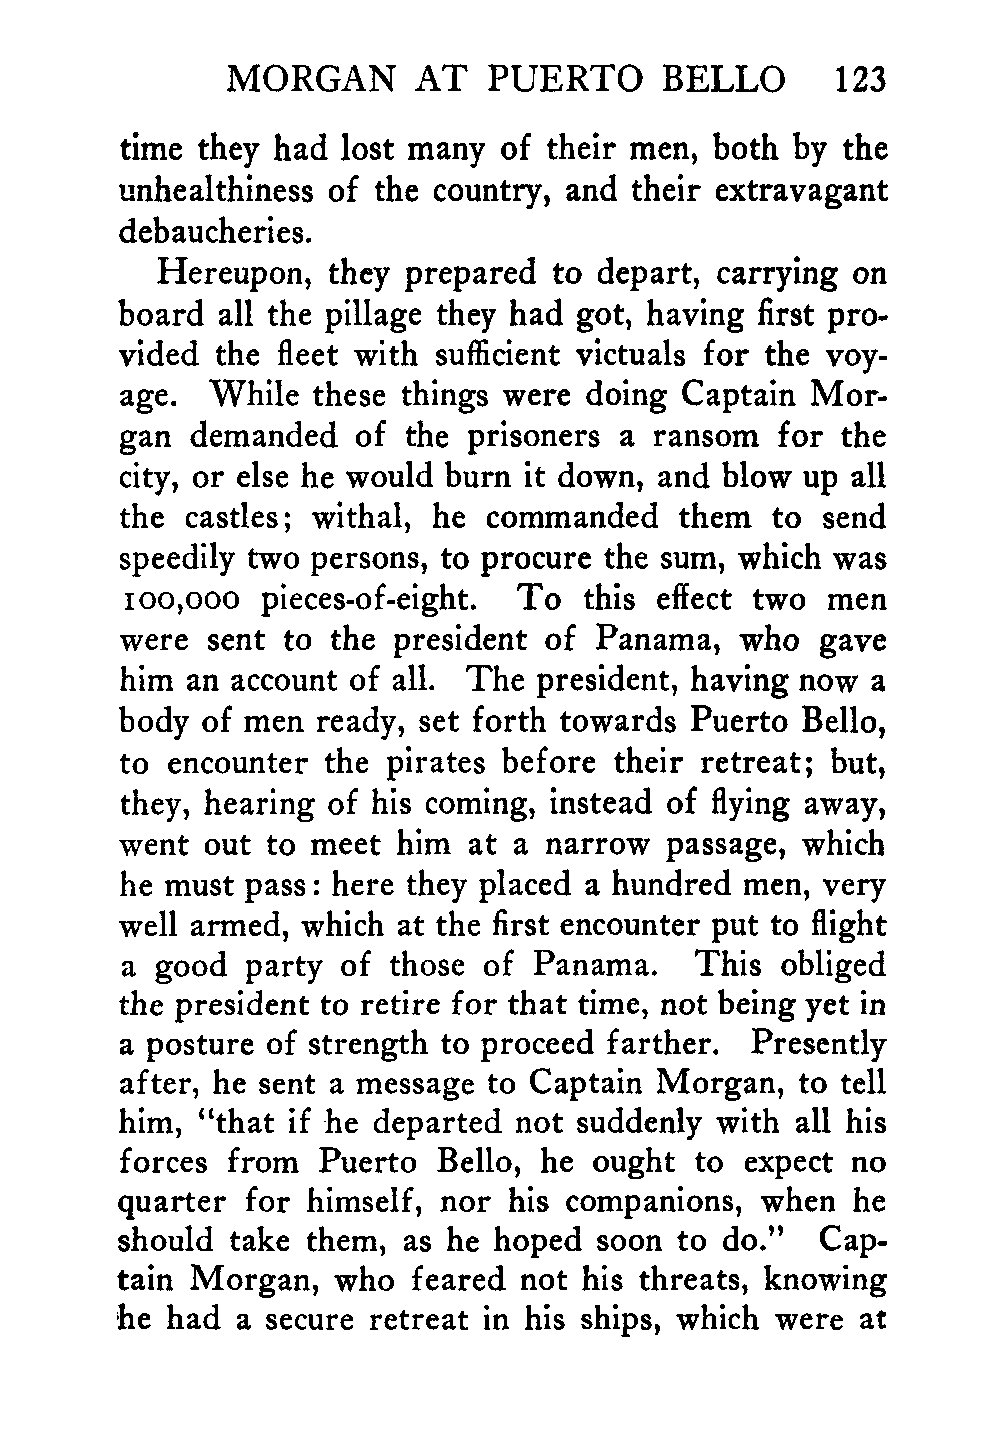 MORGAN AT PUERTO BELLO 123
time they had lost many of their men, both by the
unhealthiness of the country, and their extravagant
debaucheries.
Hereupon, they prepared to depart, carrying on
board all the pillage they had got, having first pro-
vided the fleet with sufficient victuals for the voy-
age. While these things were doing Captain Mor-
gan demanded of the prisoners a ransom for the
city, or else he would burn it down, and blow up all
the castles; withal, he commanded them to send
speedily two persons, to procure the sum, which was
100,000 pieces-of-eight. To this effect two men
were sent to the president of Panama, who gave
him an account of all. The president, having now a
body of men ready, set forth towards Puerto Bello,
to encounter the pirates before their retreat; but,
they, hearing of his coming, instead of flying away,
went out to meet him at a narrow passage, which
he must pass: here they placed a hundred men, very
well armed, which at the first encounter put to flight
a good party of those of Panama. This obliged
the president to retire for that time, not being yet in
a posture of strength to proceed farther. Presently
after, he sent a message to Captain Morgan, to tell
him, "that if he departed not suddenly with all his
forces from Puerto Bello, he ought to expect no
quarter for himself, nor his companions, when he
should take them, as he hoped soon to do." Cap-
tain Morgan, who feared not his threats, knowing
he had a secure retreat in his ships, which were at